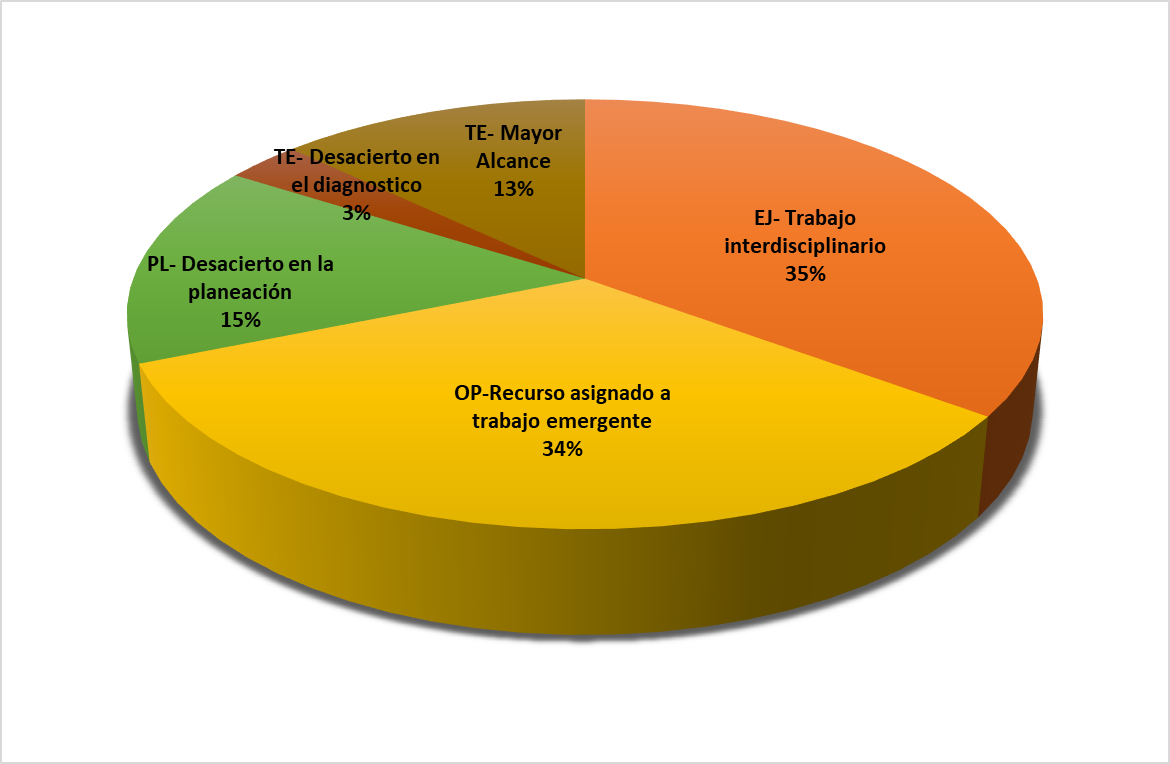 TE- Mayor
Alcance
13%
TE- Desacierto en
el diagnostico
3%
EJ- Trabajo
interdisciplinario
35%
PL- Desacierto en la
planeación
15%
OP-Recurso asignado a
trabajo emergente
34%